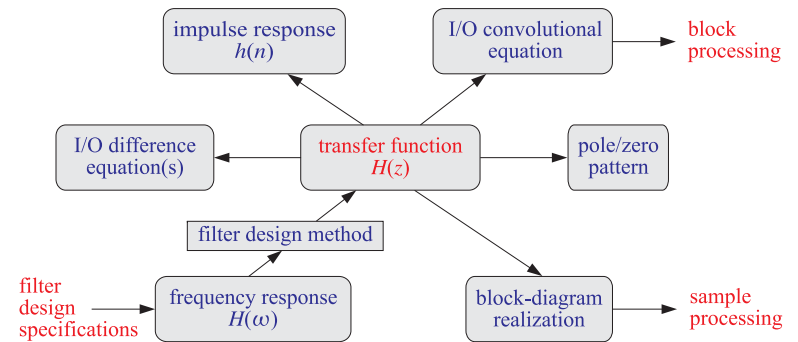 impulse response
h(n)
I/O convolutional
equation
block
processing
I/O difference
equation(s)
transfer function
H(z)
pole/zero
pattern
filter design method
filter
design
specifications
frequency response
H(ω)
block-diagram
realization
sample
processing